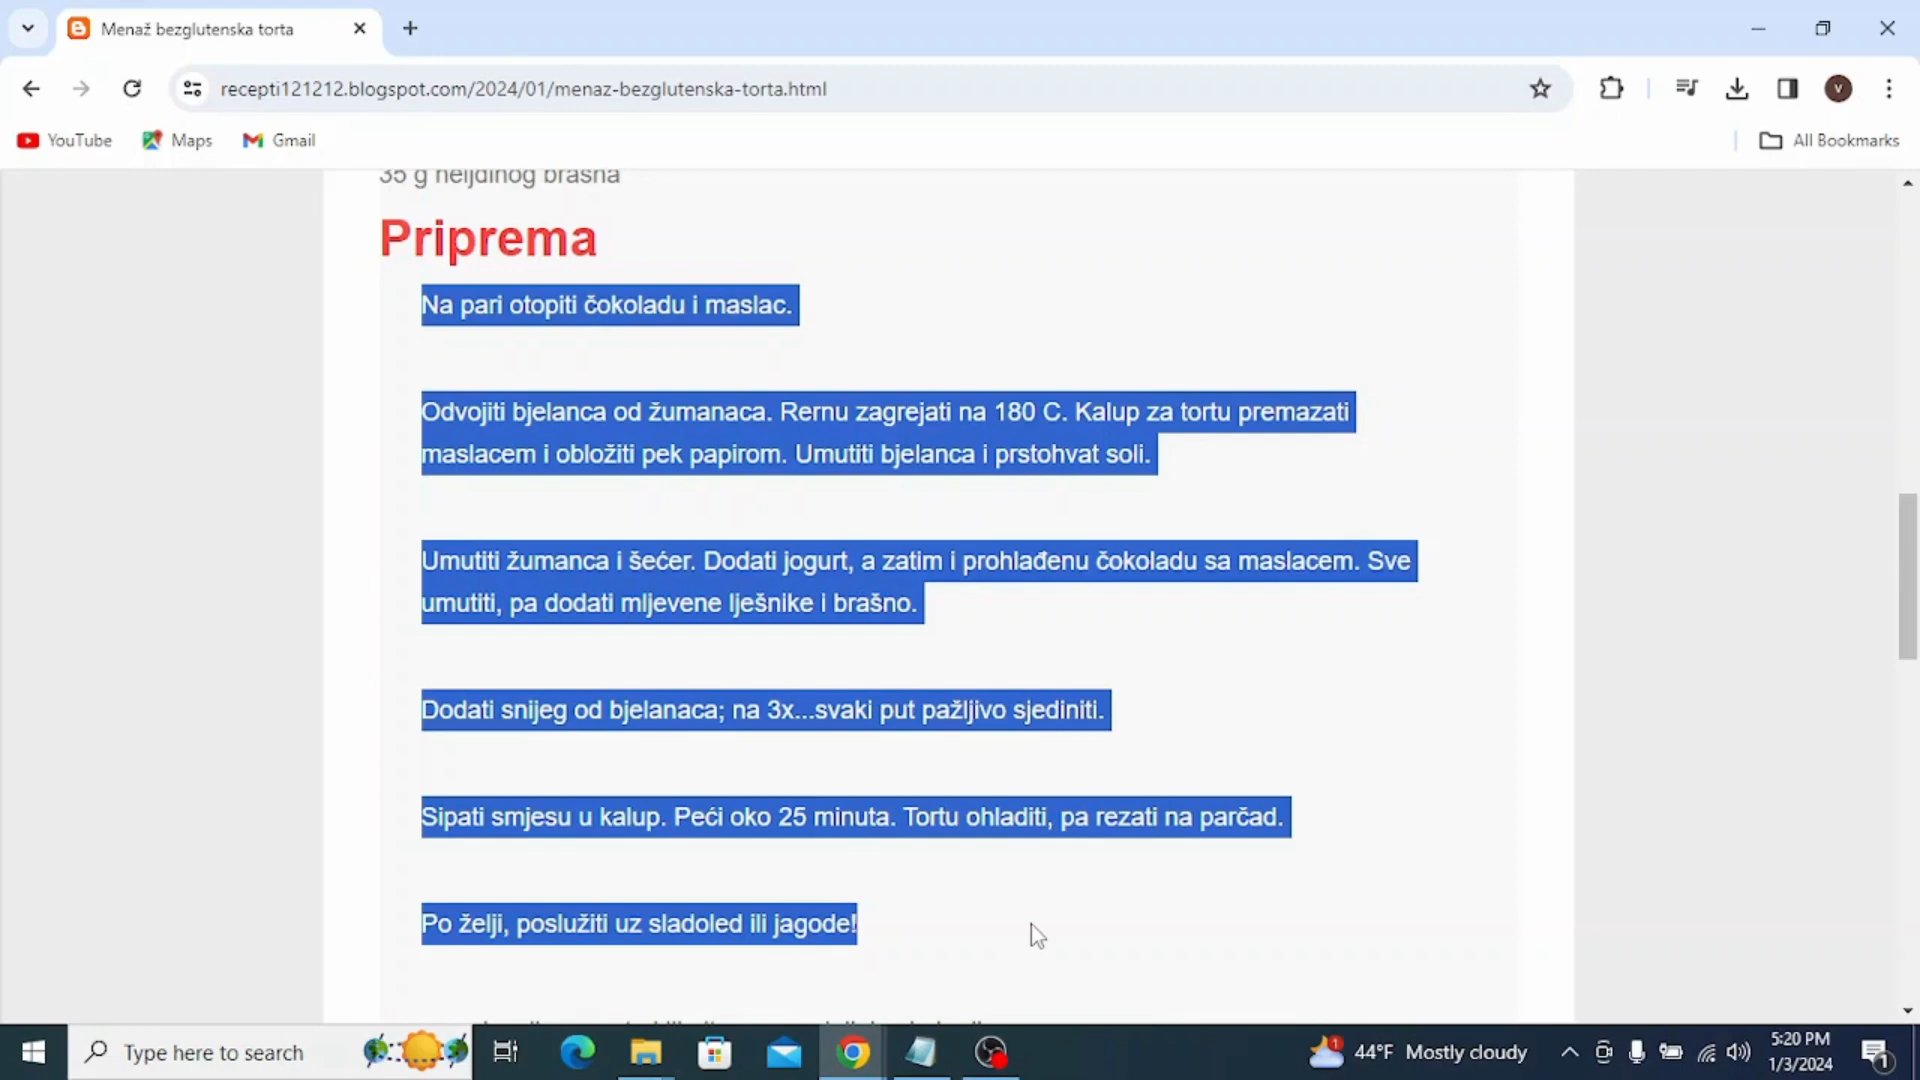 Menaž bezglutenska torta
recepti121212.blogspot.com/2024/01/menaz-bezglutenska-torta.html
V
YouTube
Maps
Gmail
All Bookmarks
35 g heljdinog brašna
Priprema
Na pari otopiti čokoladu i maslac.
Odvojiti bjelanca od žumanaca. Rernu zagrejati na 180 C. Kalup za tortu premazati
maslacem i obložiti pek papirom. Umutiti bjelanca i prstohvat soli.
Umutiti žumanca i šećer. Dodati jogurt, a zatim i prohlađenu čokoladu sa maslacem. Sve
umutiti, pa dodati mljevene lješnike i brašno.
Dodati snijeg od bjelanaca; na 3x...svaki put pažljivo sjediniti.
Sipati smjesu u kalup. Peći oko 25 minuta. Tortu ohladiti, pa rezati na parčad.
Po želji, poslužiti uz sladoled ili jagode!
Type here to search
1
44°F Mostly cloudy
5:20 PM
1/3/2024
1